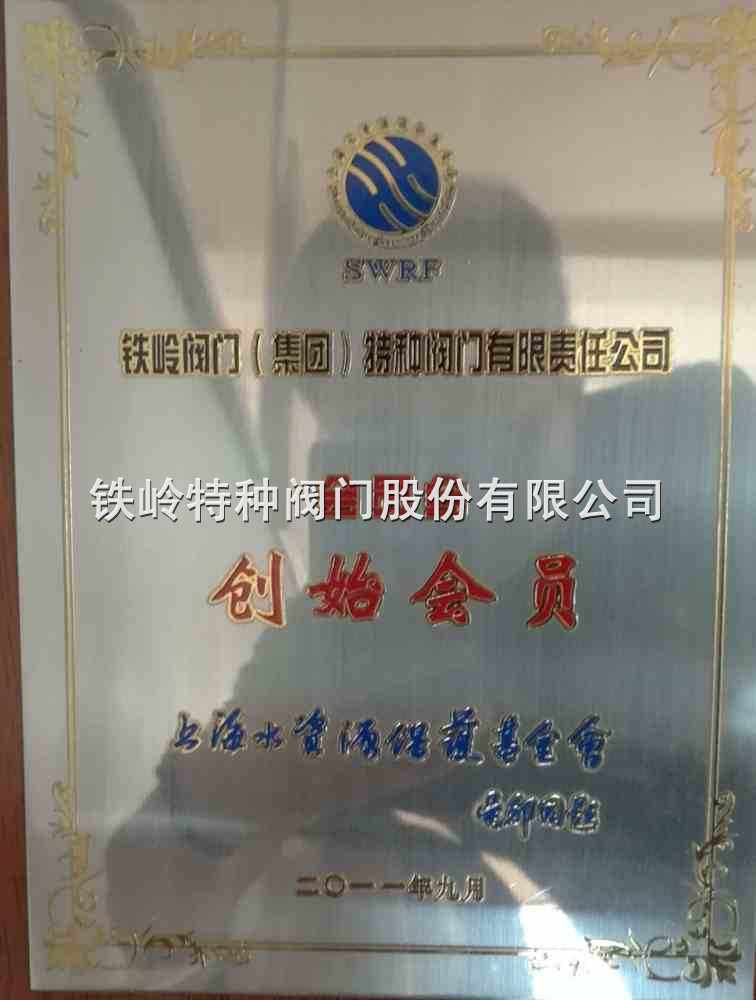 SWRF
铁岭阀门（集团）特种阀门有限责任公司
铁岭特种阀门股份有限公司
创始会员
上海水资源保護基金會
二〇一一年九月